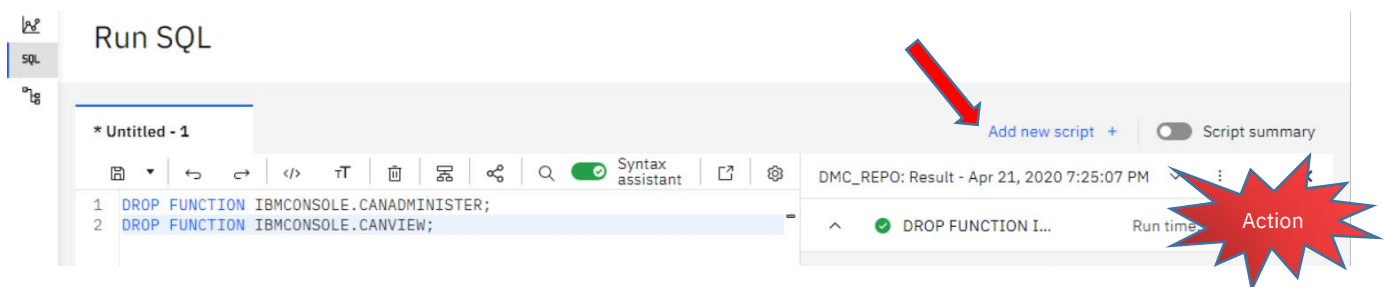 Run SQL
SQL
* Untitled - 1
Add new script +
Script summary
Syntax
assistant
DMC_REPO: Result - Apr 21, 2020 7:25:07 PM
1 DROP FUNCTION IBMCONSOLE.CANADMINISTER;
2 DROP FUNCTION IBMCONSOLE.CANVIEW;
DROP FUNCTION I...
Run time
Action